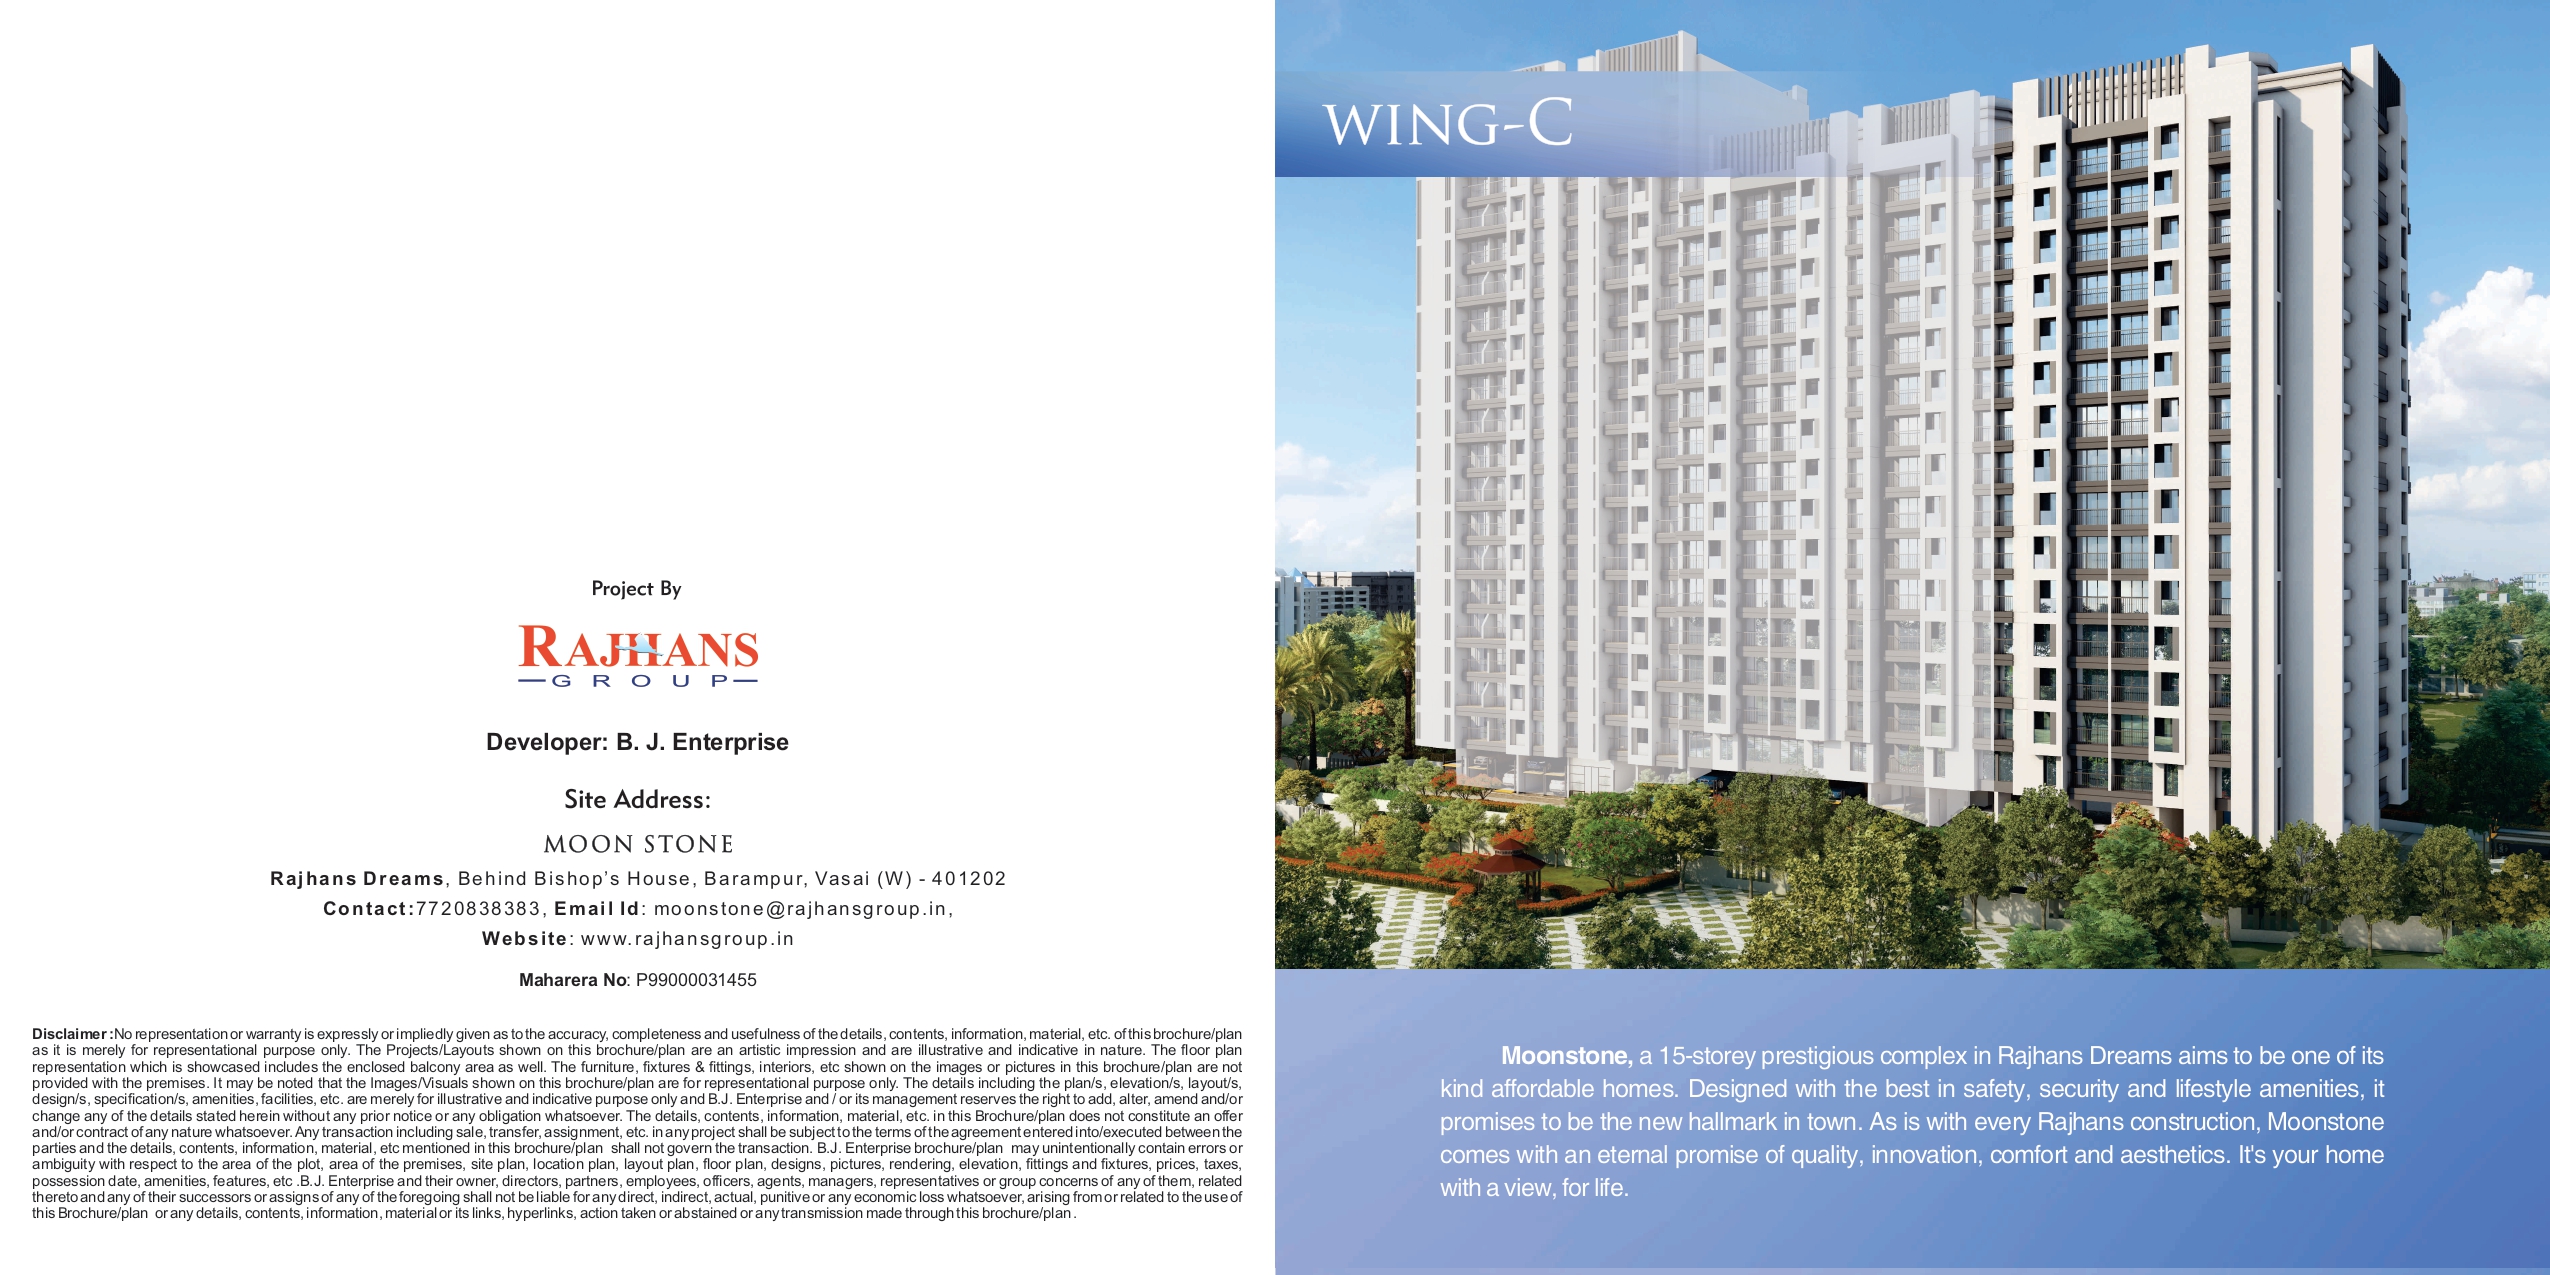 Project By
RAJHANS
GROUP
Developer: B. J. Enterprise
Site Address:
MOON STONE
Rajhans Dreams, Behind Bishop’s House, Barampur, Vasai (W) - 401202
Contact:7720838383, Email Id: moonstone@rajhansgroup.in,
Website: www.rajhansgroup.in
Maharera No: P99000031455
Disclaimer :No representation or warranty is expressly or impliedly given as to the accuracy, completeness and usefulness of the details, contents, information, material, etc. of this brochure/plan
as it is merely for representational purpose only. The Projects/Layouts shown on this brochure/plan are an artistic impression and are illustrative and indicative in nature. The floor plan
representation which is showcased includes the enclosed balcony area as well. The furniture, fixtures & fittings, interiors, etc shown on the images or pictures in this brochure/plan are not
provided with the premises. It may be noted that the Images/Visuals shown on this brochure/plan are for representational purpose only. The details including the plan/s, elevation/s, layout/s,
design/s, specification/s, amenities, facilities, etc. are merely for illustrative and indicative purpose only and B.J. Enterprise and / or its management reserves the right to add, alter, amend and/or
change any of the details stated herein without any prior notice or any obligation whatsoever. The details, contents, information, material, etc. in this Brochure/plan does not constitute an offer
and/or contract of any nature whatsoever. Any transaction including sale, transfer, assignment, etc. in any project shall be subject to the terms of the agreement entered into/executed between the
parties and the details, contents, information, material, etc mentioned in this brochure/plan shall not govern the transaction. B.J. Enterprise brochure/plan may unintentionally contain errors or
ambiguity with respect to the area of the plot, area of the premises, site plan, location plan, layout plan, floor plan, designs, pictures, rendering, elevation, fittings and fixtures, prices, taxes,
possession date, amenities, features, etc .B.J. Enterprise and their owner, directors, partners, employees, officers, agents, managers, representatives or group concerns of any of them, related
thereto and any of their successors or assigns of any of the foregoing shall not be liable for any direct, indirect, actual, punitive or any economic loss whatsoever, arising from or related to the use of
this Brochure/plan or any details, contents, information, material or its links, hyperlinks, action taken or abstained or any transmission made through this brochure/plan .
WING-C
Moonstone, a 15-storey prestigious complex in Rajhans Dreams aims to be one of its
kind affordable homes. Designed with the best in safety, security and lifestyle amenities, it
promises to be the new hallmark in town. As is with every Rajhans construction, Moonstone
comes with an eternal promise of quality, innovation, comfort and aesthetics. It's your home
with a view, for life.